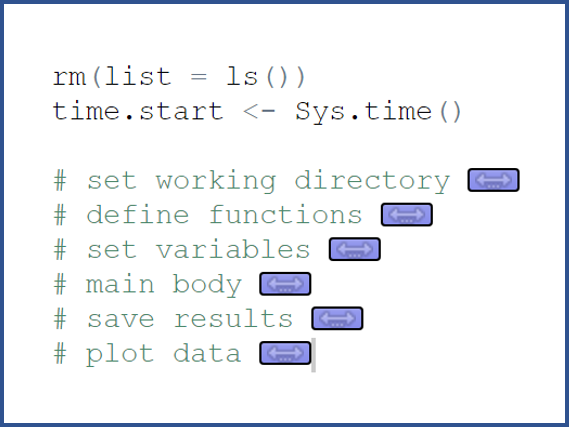 rm(list = ls())
time.start <- Sys.time()
# set working directory
# define functions
# set variables
# main body
# save results
# plot data